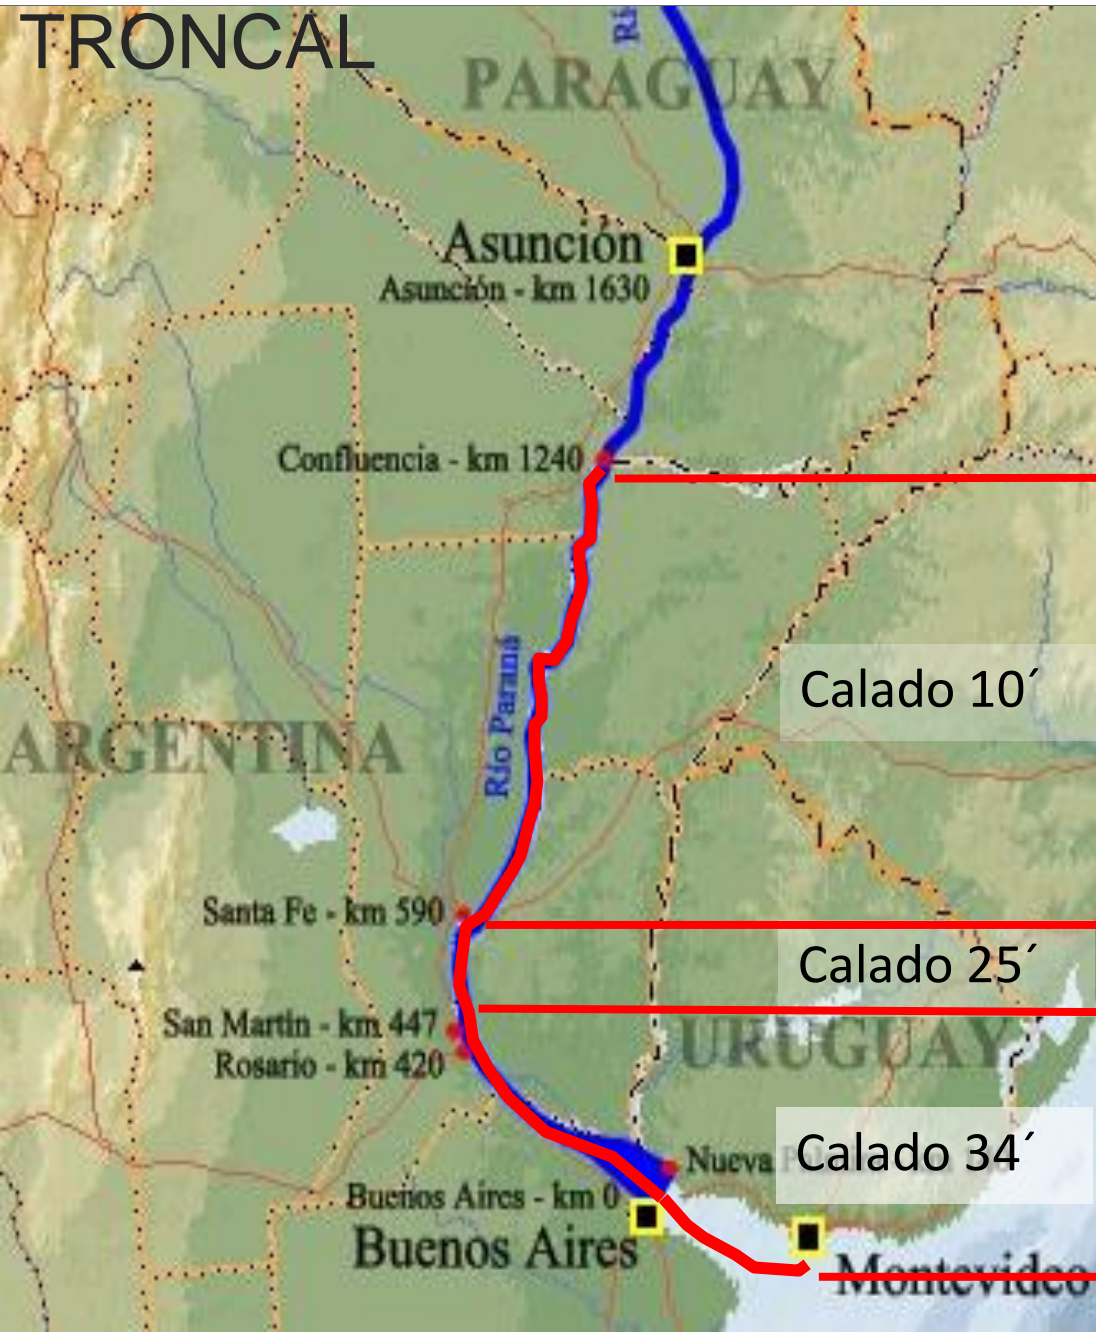 TRONCAL
Rí
PARAGUAY
Asunción
Asunción - km 1630
Confluencia - km 1240
Río Paraná
Calado 10´
ARGENTINA
Santa Fe - km 590
Calado 25´
San Martin - km 447
URUGUAY
Rosario - km 420
Calado 34´
Nueva
Buenos Aires - km 0
Buenos Aires
Montevideo